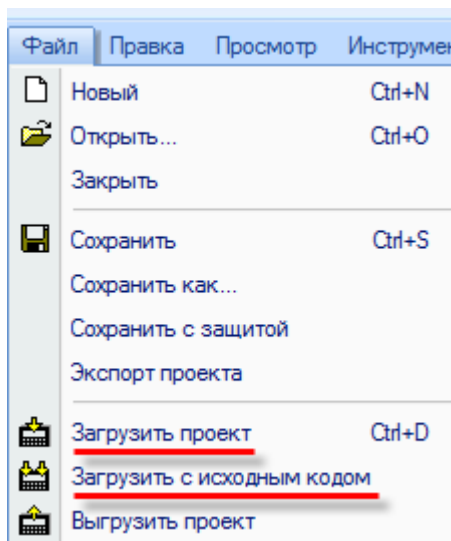 Файл Правка Просмотр
Новый Ctrl+N
Открыть... Ctrl+O
Закрыть
Сохранить Ctrl+S
Сохранить как...
Сохранить с защитой
Экспорт проекта
Загрузить проект Ctrl+D
Загрузить с исходным кодом
Выгрузить проект